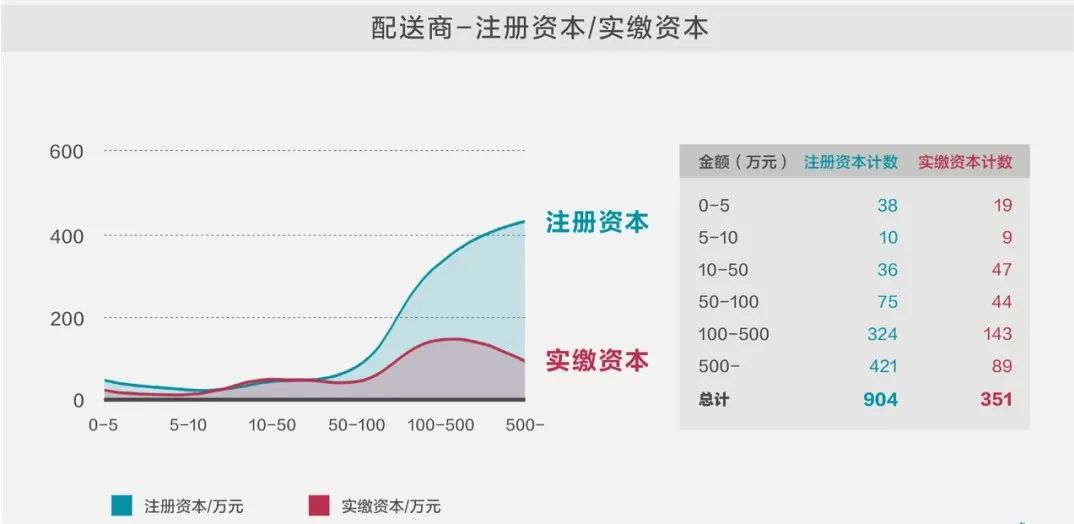 配送商-注册资本/实缴资本
600
400
200
0
0-5 5-10 10-50 50-100 100-500 500-
注册资本
实缴资本
注册资本/万元 实缴资本/万元
金额（万元） 注册资本计数 实缴资本计数
0-5 38 19
5-10 10 9
10-50 36 47
50-100 75 44
100-500 324 143
500- 421 89
总计 904 351